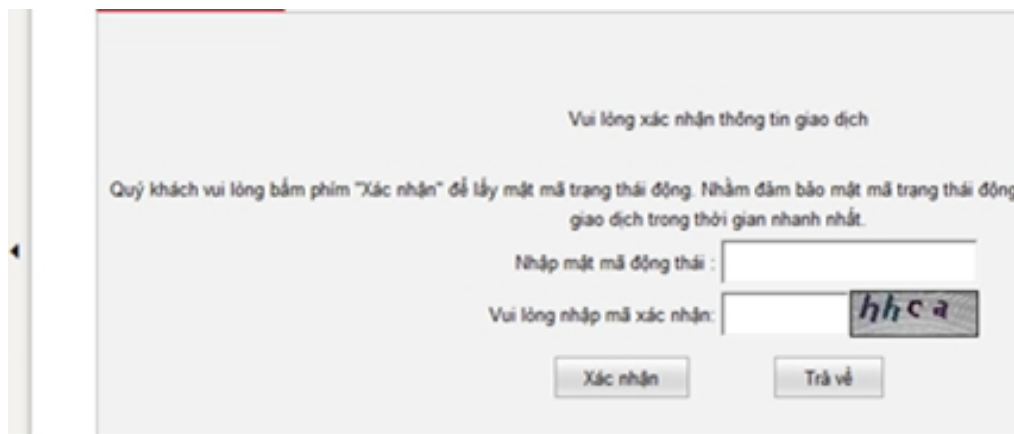 Vui lòng xác nhận thông tin giao dịch
Quý khách vui lòng bấm phím "Xác nhận" để lấy mật mã trạng thái động. Nhằm đảm bảo mật mã trạng thái động
giao dịch trong thời gian nhanh nhất.
Nhập mật mã động thái :
Vui lòng nhập mã xác nhận: hhca
Xác nhận Trả về